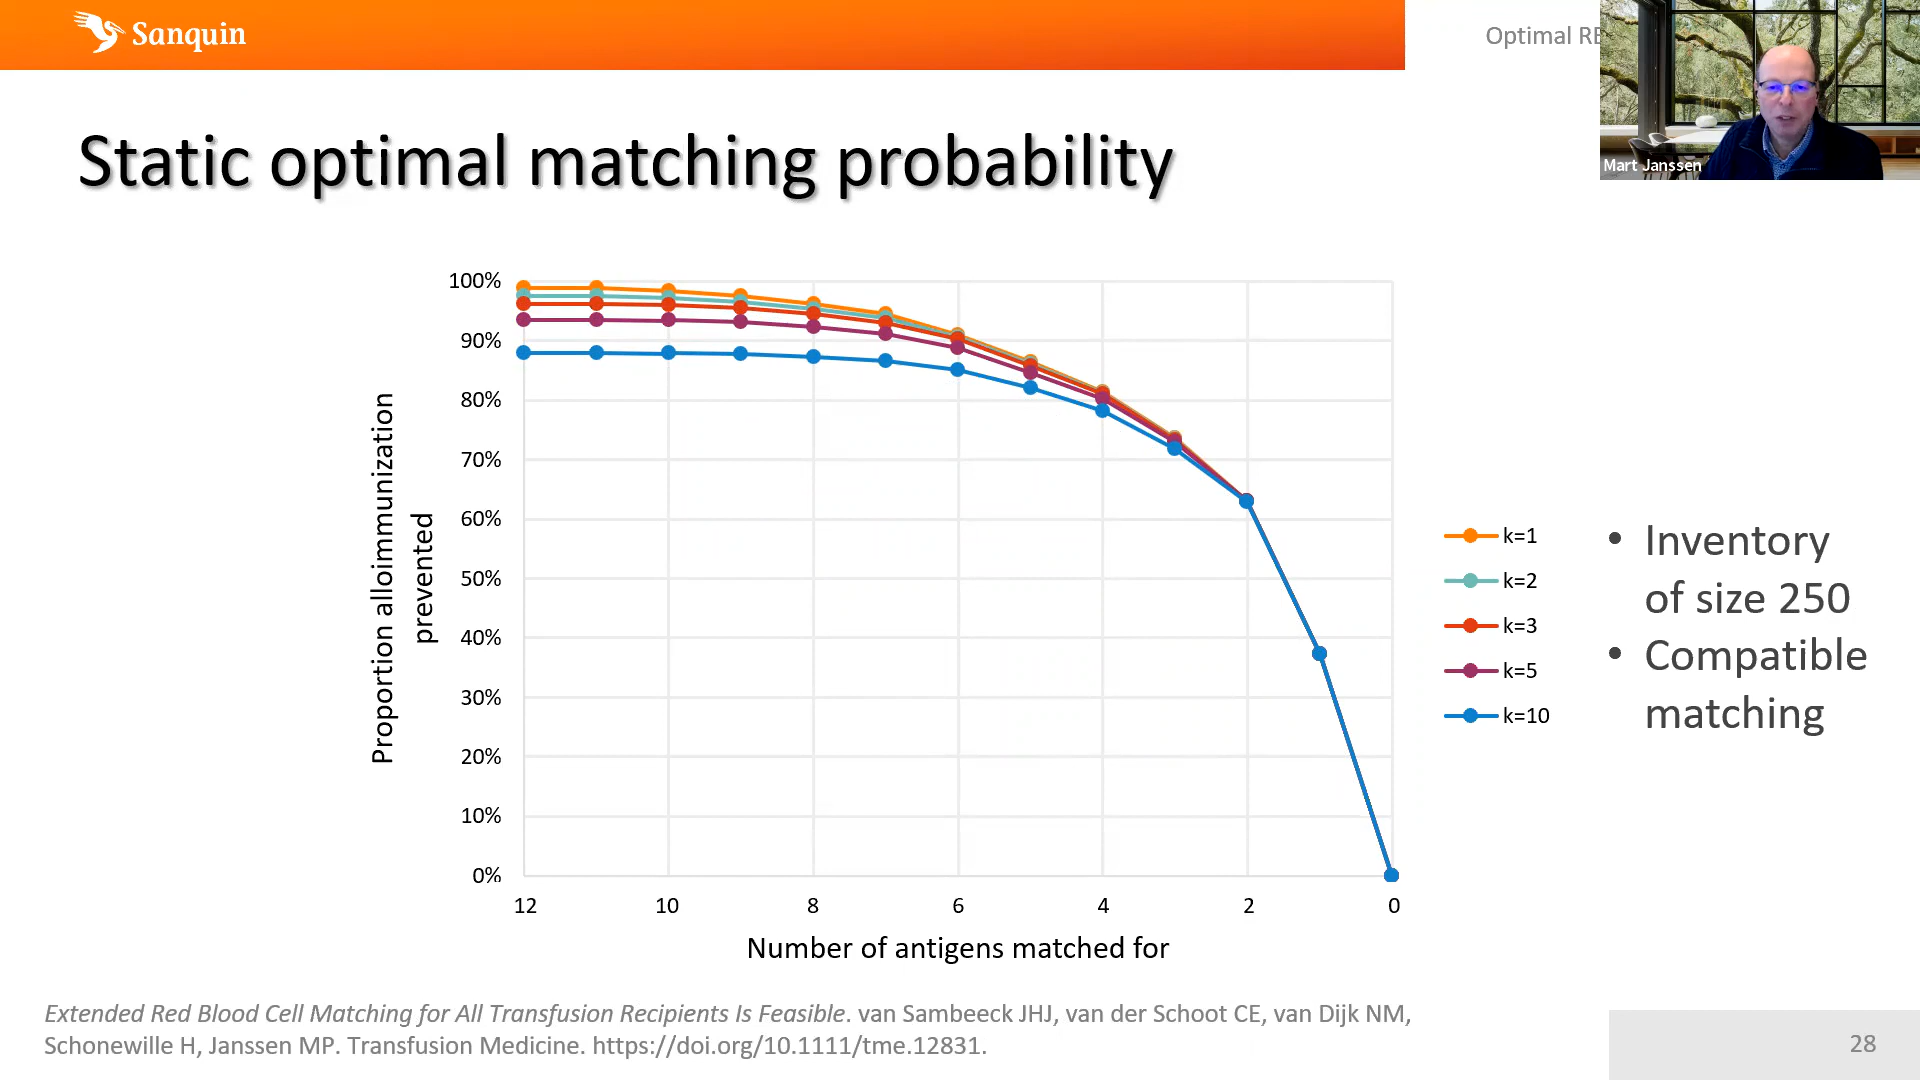 Sanquin
Optimal
Mart Janssen
Static optimal matching probability
100%
90%
80%
70%
60%
50%
40%
30%
20%
10%
0%
Proportion alloimmunization
prevented
12 10 8 6 4 2 0
Number of antigens matched for
k=1
k=2
k=3
k=5
k=10
• Inventory
of size 250
• Compatible
matching
Extended Red Blood Cell Matching for All Transfusion Recipients Is Feasible. van Sambeeck JHJ, van der Schoot CE, van Dijk NM,
Schonewille H, Janssen MP. Transfusion Medicine. https://doi.org/10.1111/tme.12831.
28